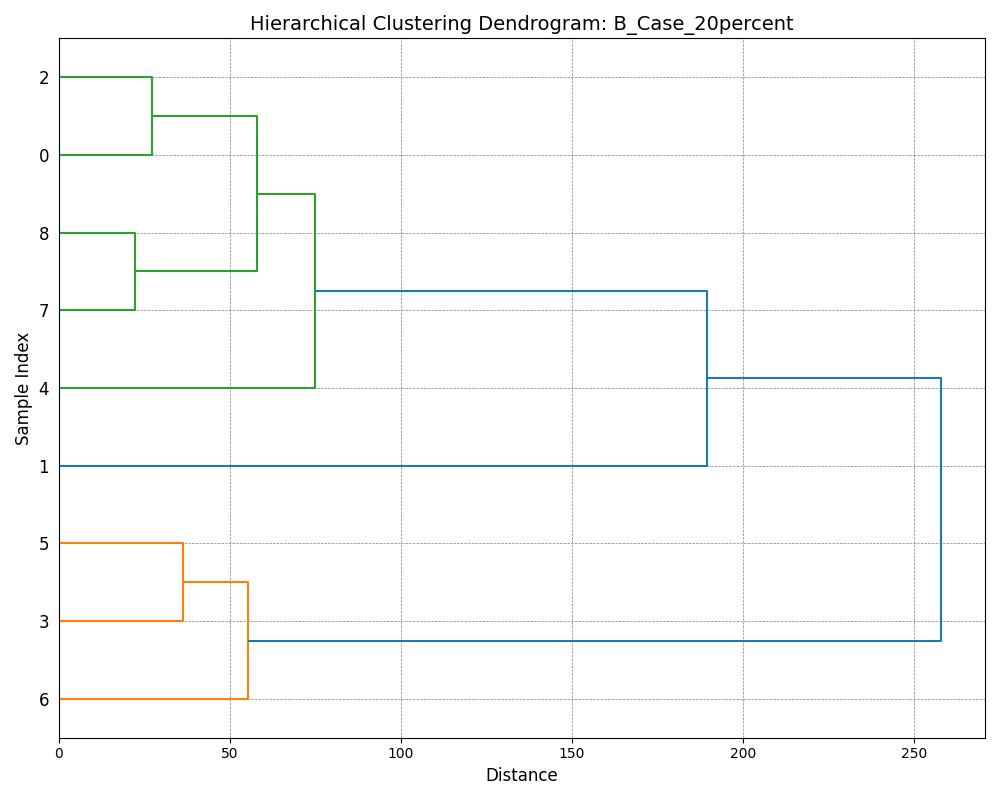 Hierarchical Clustering Dendrogram: B_Case_20percent
2
0
8
7
4
1
5
3
6
Sample Index
0 50 100 150 200 250
Distance